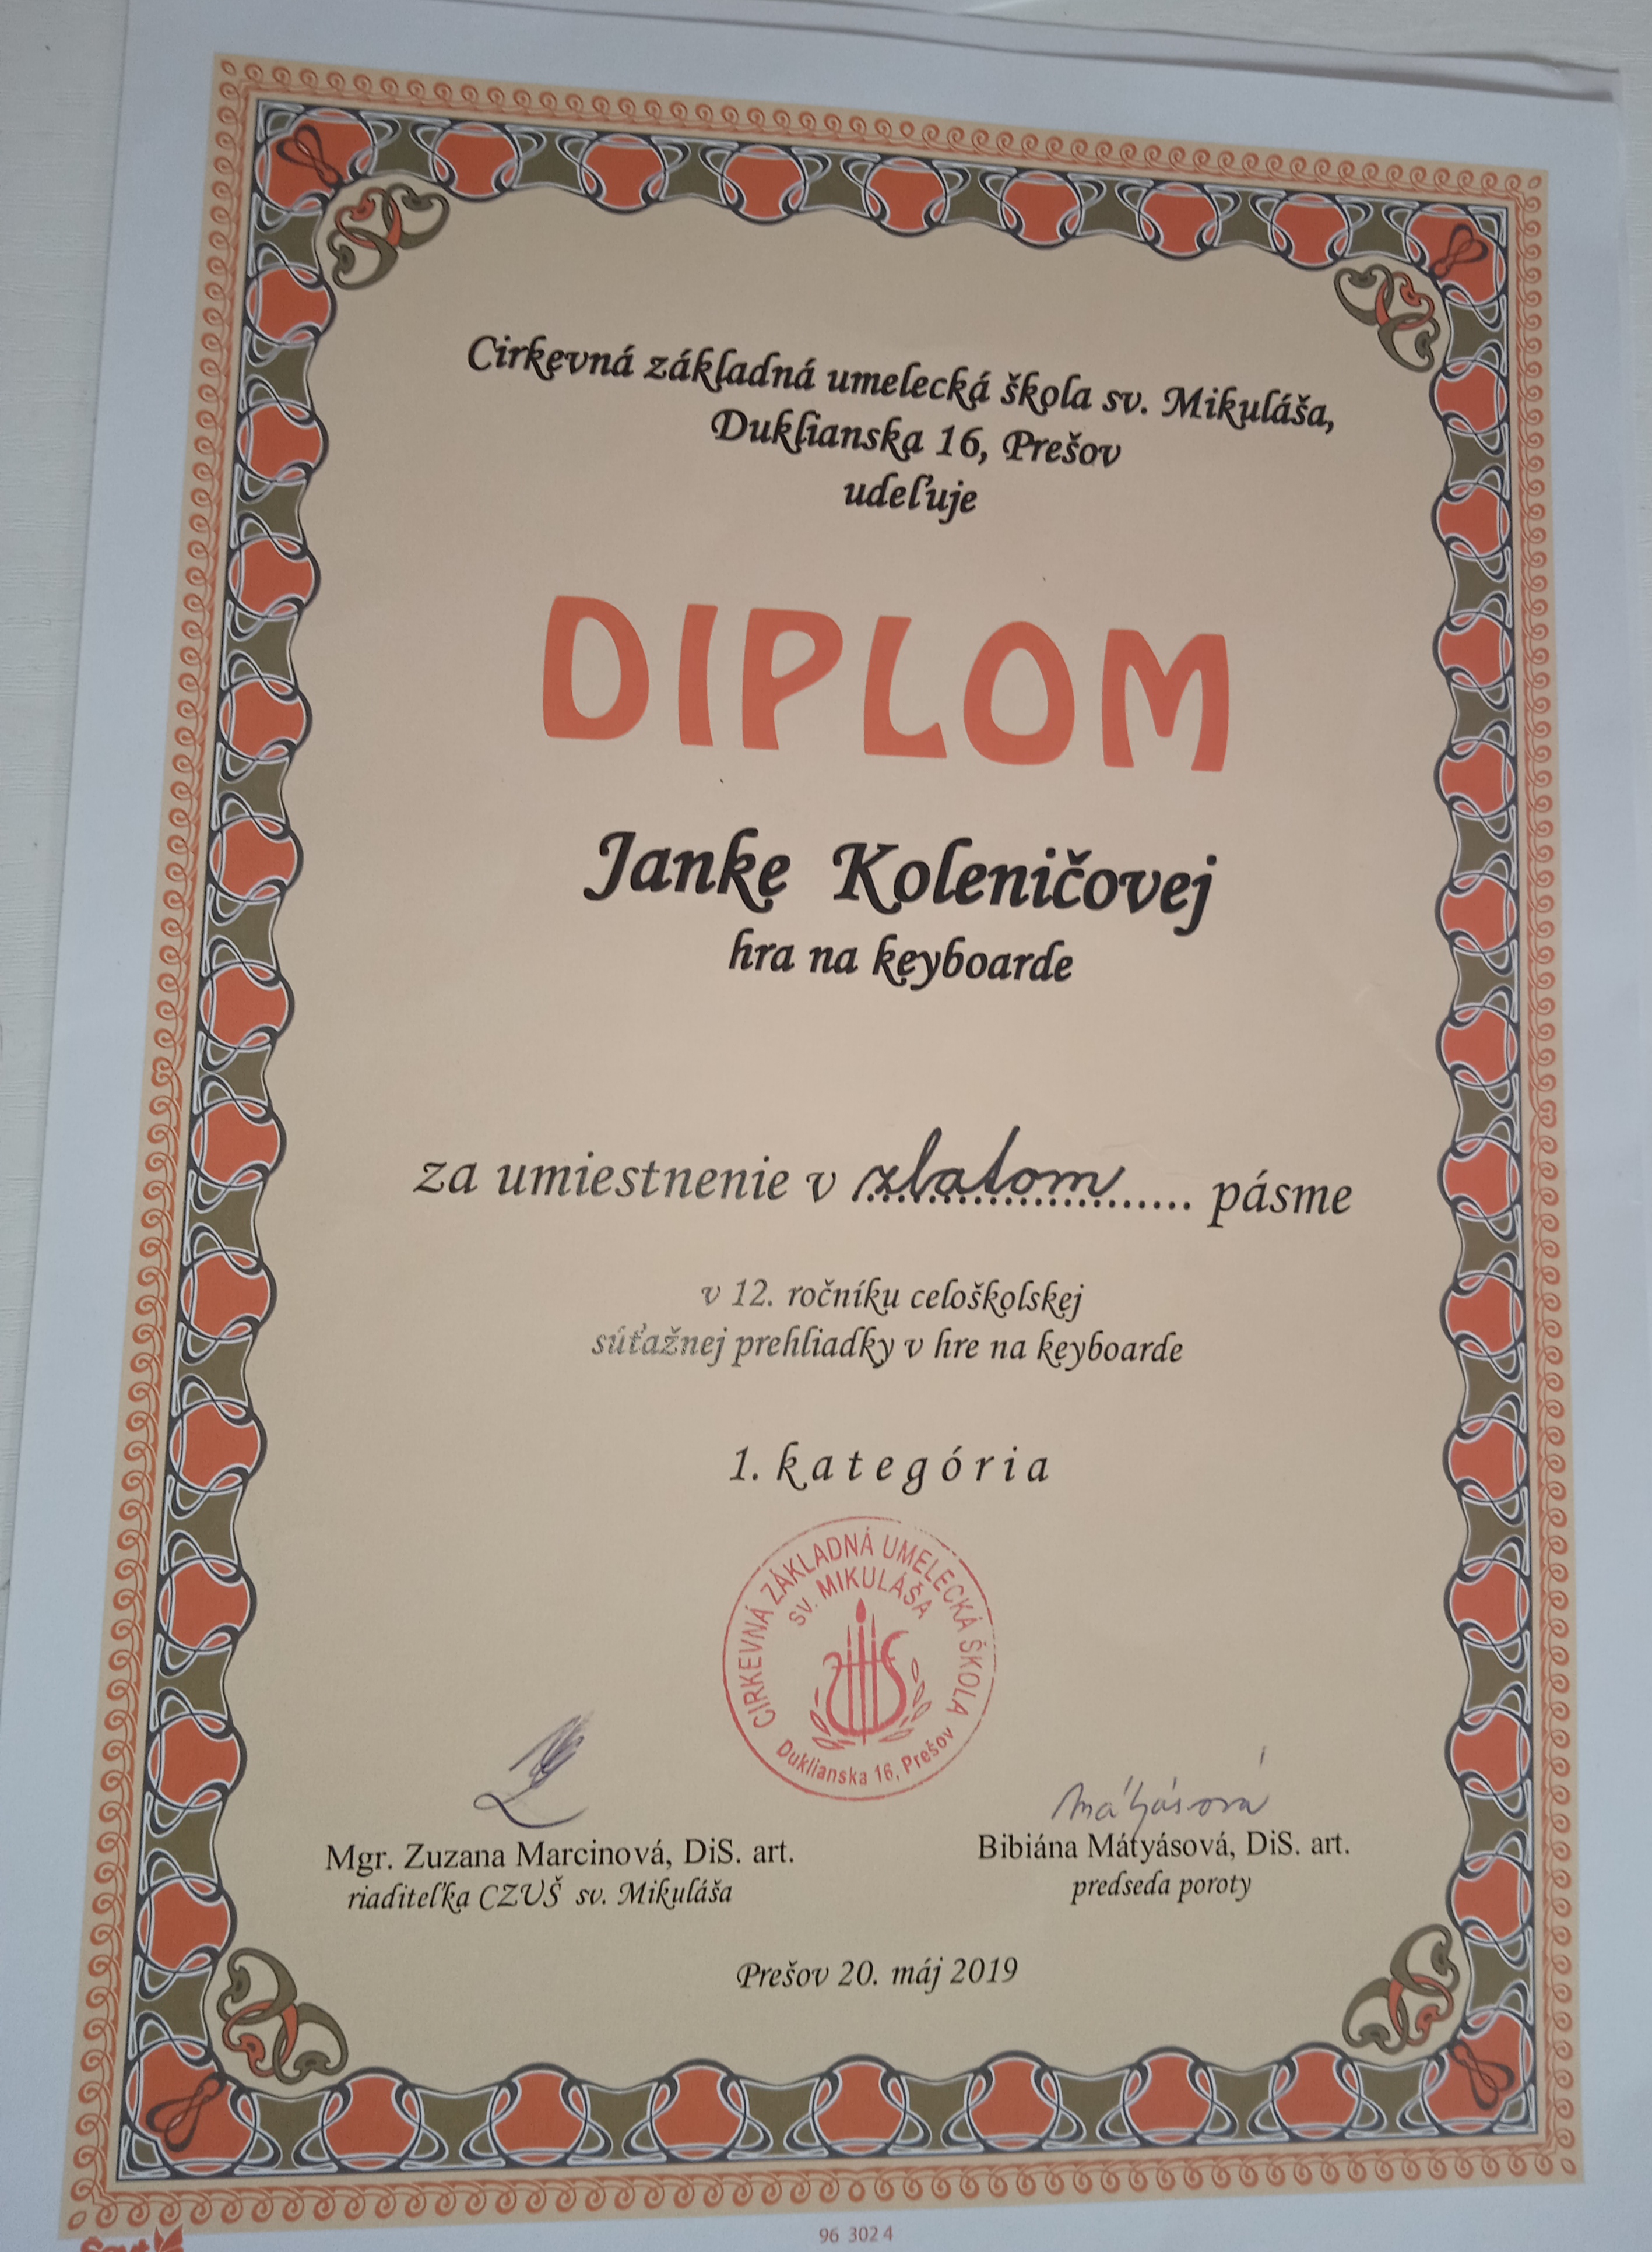 Cirkevná základná umelecká škola sv. Mikuláša,
Duklianska 16, Prešov
udeľuje
DIPLOM
Janke Koleničovej
hra na keyboarde
za umiestnenie v zlatom pásme
v 12. ročníku celoškolskej
súťažnej prehliadky v hre na keyboarde
1. kategória
CIRKEVNÁ ZÁKLADNÁ UMELECKÁ ŠKOLA
SV. MIKULÁŠA
Duklianska 16, Prešov
Mátyásová
Mgr. Zuzana Marcinová, DiS. art.
riaditeľka CZUŠ sv. Mikuláša
Bibiána Mátyásová, DiS. art.
predseda poroty
Prešov 20. máj 2019
96 302 4